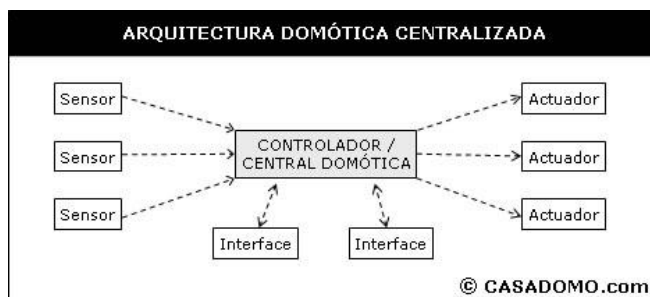 ARQUITECTURA DOMÓTICA CENTRALIZADA
Sensor
Actuador
CONTROLADOR /
CENTRAL DOMÓTICA
Sensor
Actuador
Sensor
Actuador
Interface
Interface
© CASADOMO.com